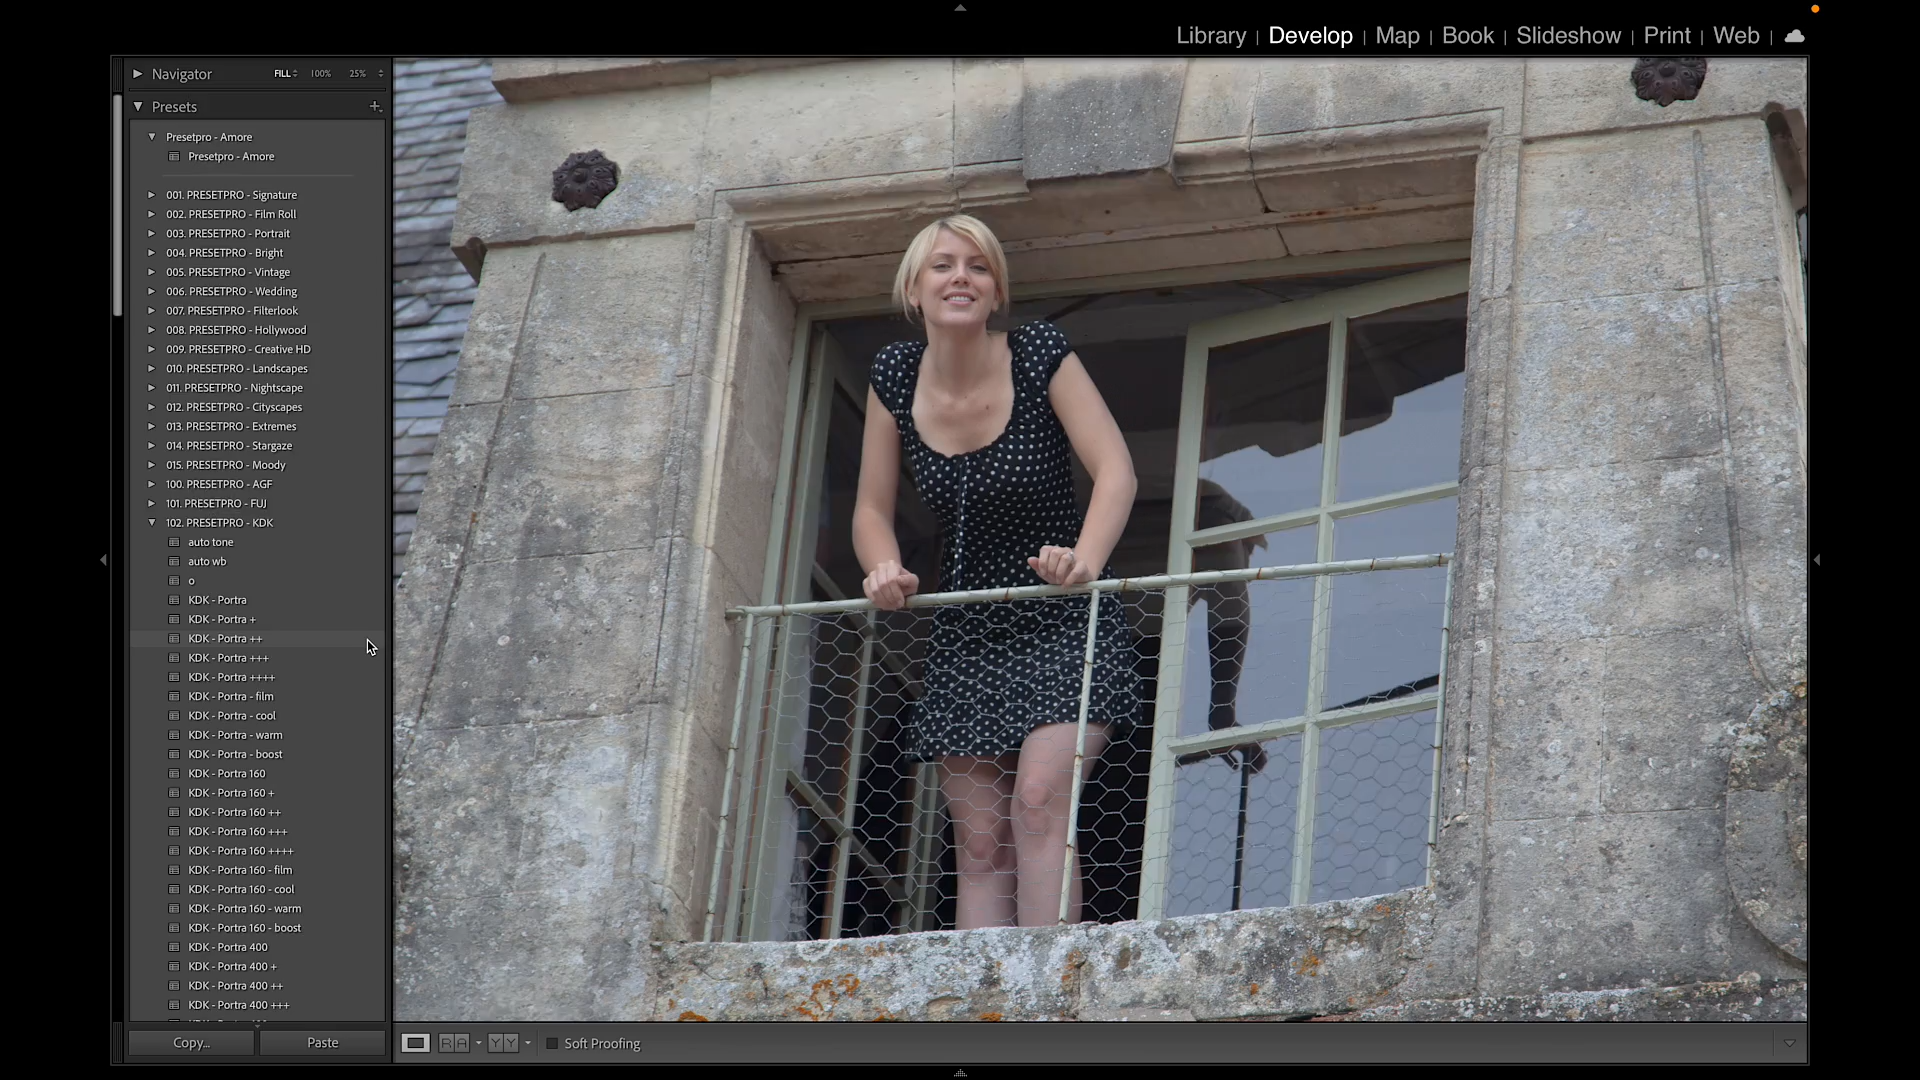 Library | Develop | Map | Book | Slideshow | Print | Web |
Navigator FILL 100% 25%
Presets
Presetpro - Amore
Presetpro - Amore
001. PRESETPRO - Signature
002. PRESETPRO - Film Roll
003. PRESETPRO - Portrait
004. PRESETPRO - Bright
005. PRESETPRO - Vintage
006. PRESETPRO - Wedding
007. PRESETPRO - Filterlook
008. PRESETPRO - Hollywood
009. PRESETPRO - Creative HD
010. PRESETPRO - Landscapes
011. PRESETPRO - Nightscape
012. PRESETPRO - Cityscapes
013. PRESETPRO - Extremes
014. PRESETPRO - Stargaze
015. PRESETPRO - Moody
100. PRESETPRO - AGF
101. PRESETPRO - FUJ
102. PRESETPRO - KDK
auto tone
auto wb
o
KDK - Portra
KDK - Portra +
KDK - Portra ++
KDK - Portra +++
KDK - Portra ++++
KDK - Portra - film
KDK - Portra - cool
KDK - Portra - warm
KDK - Portra - boost
KDK - Portra 160
KDK - Portra 160 +
KDK - Portra 160 ++
KDK - Portra 160 +++
KDK - Portra 160 ++++
KDK - Portra 160 - film
KDK - Portra 160 - cool
KDK - Portra 160 - warm
KDK - Portra 160 - boost
KDK - Portra 400
KDK - Portra 400 +
KDK - Portra 400 ++
KDK - Portra 400 +++
Copy... Paste RA YY Soft Proofing